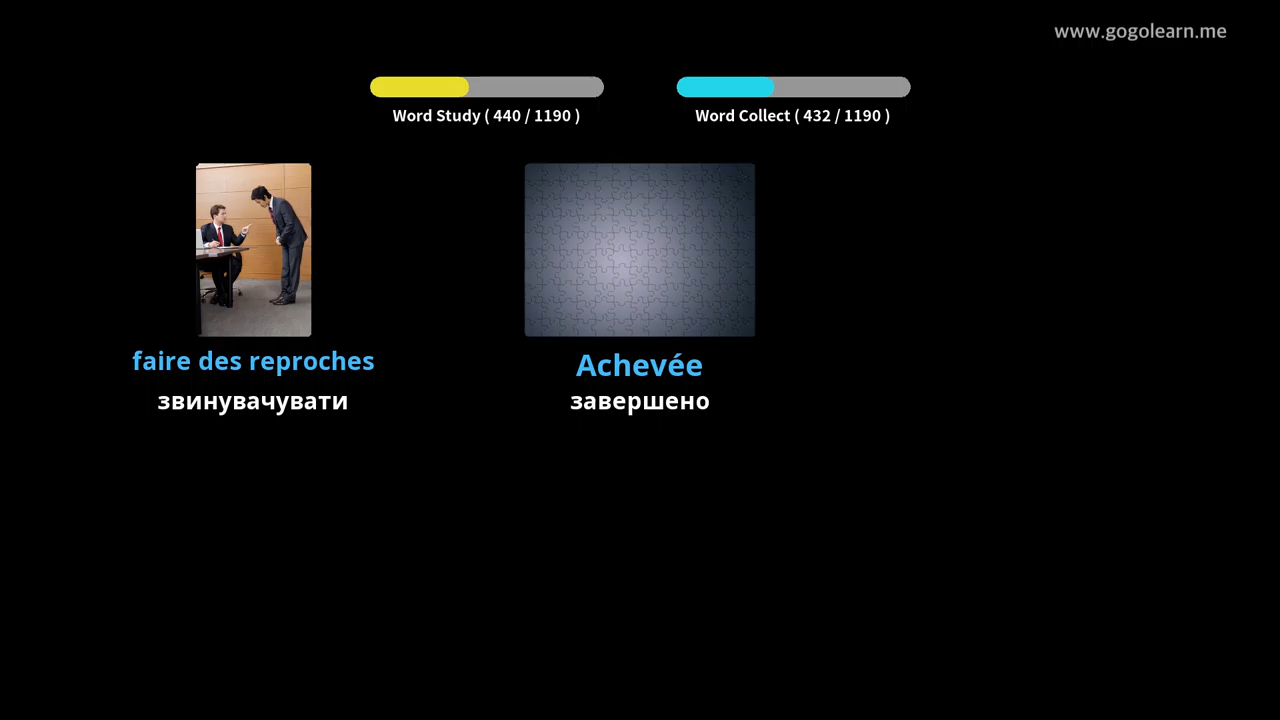 www.gogolearn.me
Word Study ( 440 / 1190 )
Word Collect ( 432 / 1190 )
faire des reproches
звинувачувати
Achevée
завершено